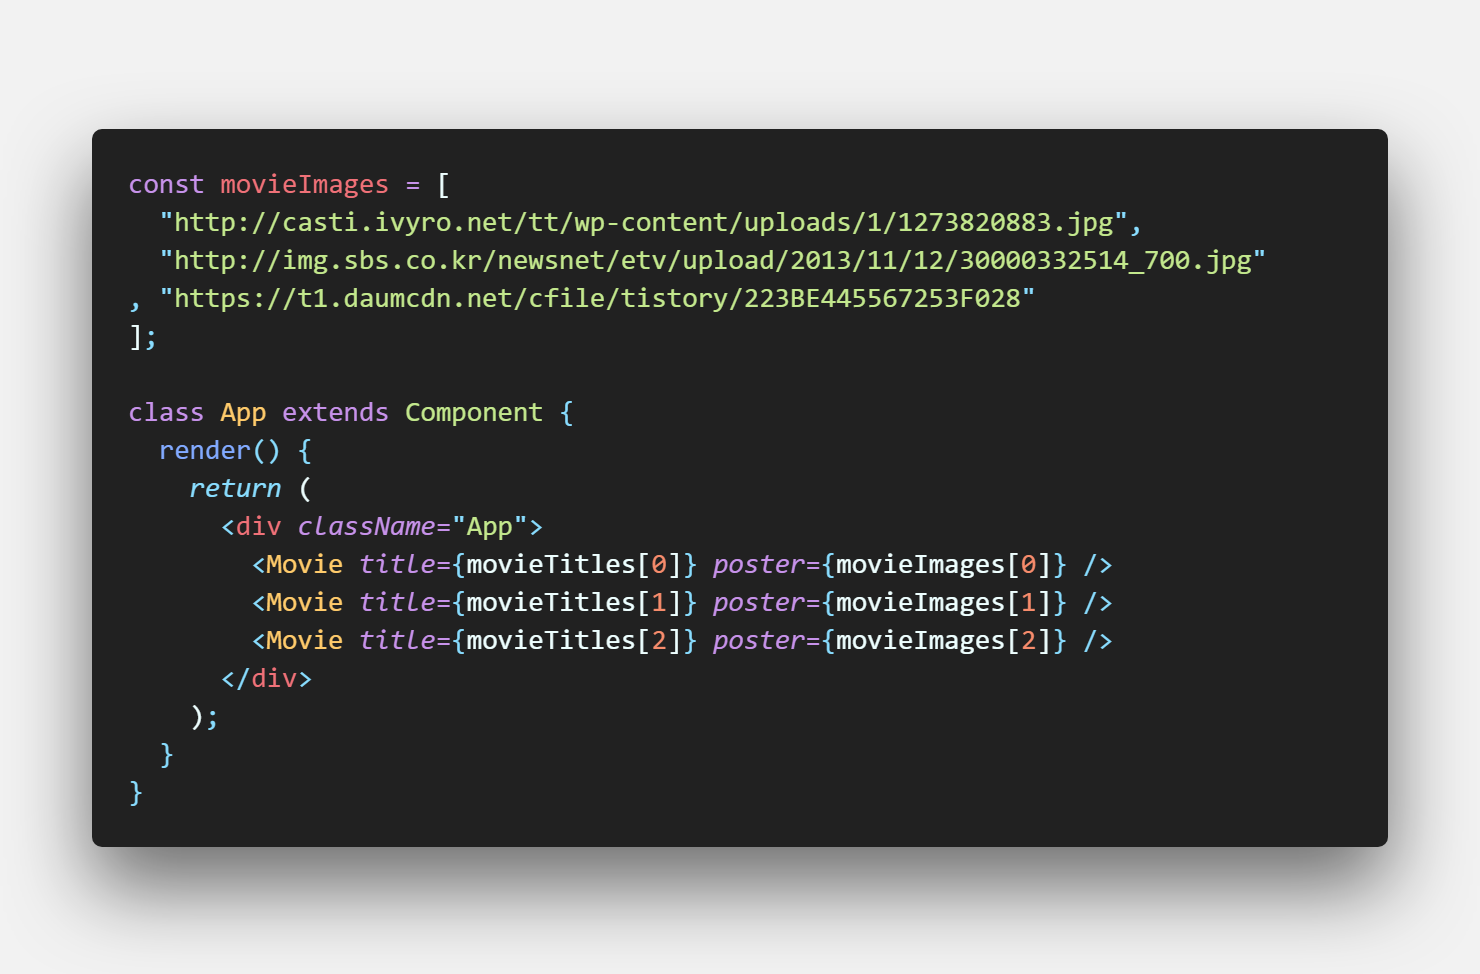 const movieImages = [
  "http://casti.ivyro.net/tt/wp-content/uploads/1/1273820883.jpg",
  "http://img.sbs.co.kr/newsnet/etv/upload/2013/11/12/30000332514_700.jpg"
, "https://t1.daumcdn.net/cfile/tistory/223BE445567253F028"
];

class App extends Component {
  render() {
    return (
      <div className="App">
        <Movie title={movieTitles[0]} poster={movieImages[0]} />
        <Movie title={movieTitles[1]} poster={movieImages[1]} />
        <Movie title={movieTitles[2]} poster={movieImages[2]} />
      </div>
    );
  }
}